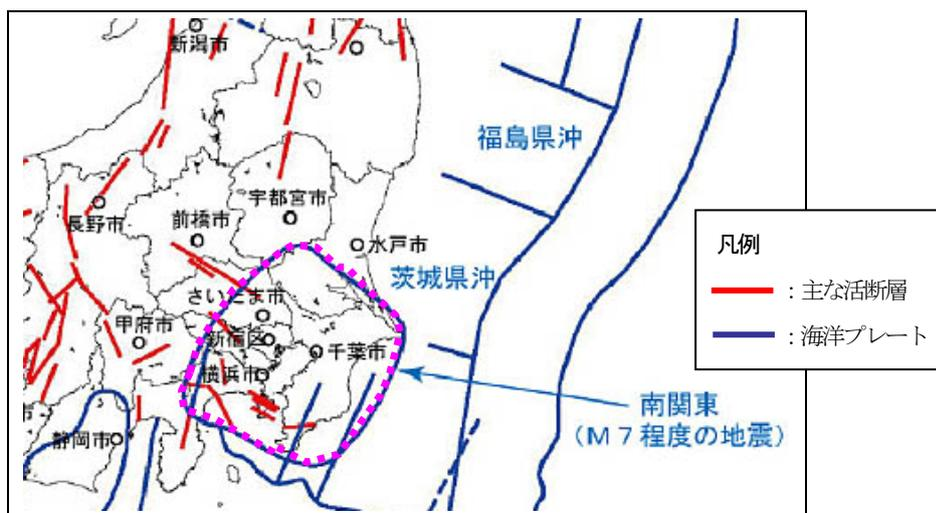 新潟市
福島県沖
宇都宮市
長野市
前橋市
水戸市
茨城県沖
凡例
：主な活断層
：海洋プレート
さいたま市
甲府市
新宿区
千葉市
横浜市
南関東
（M７程度の地震）
静岡市
市